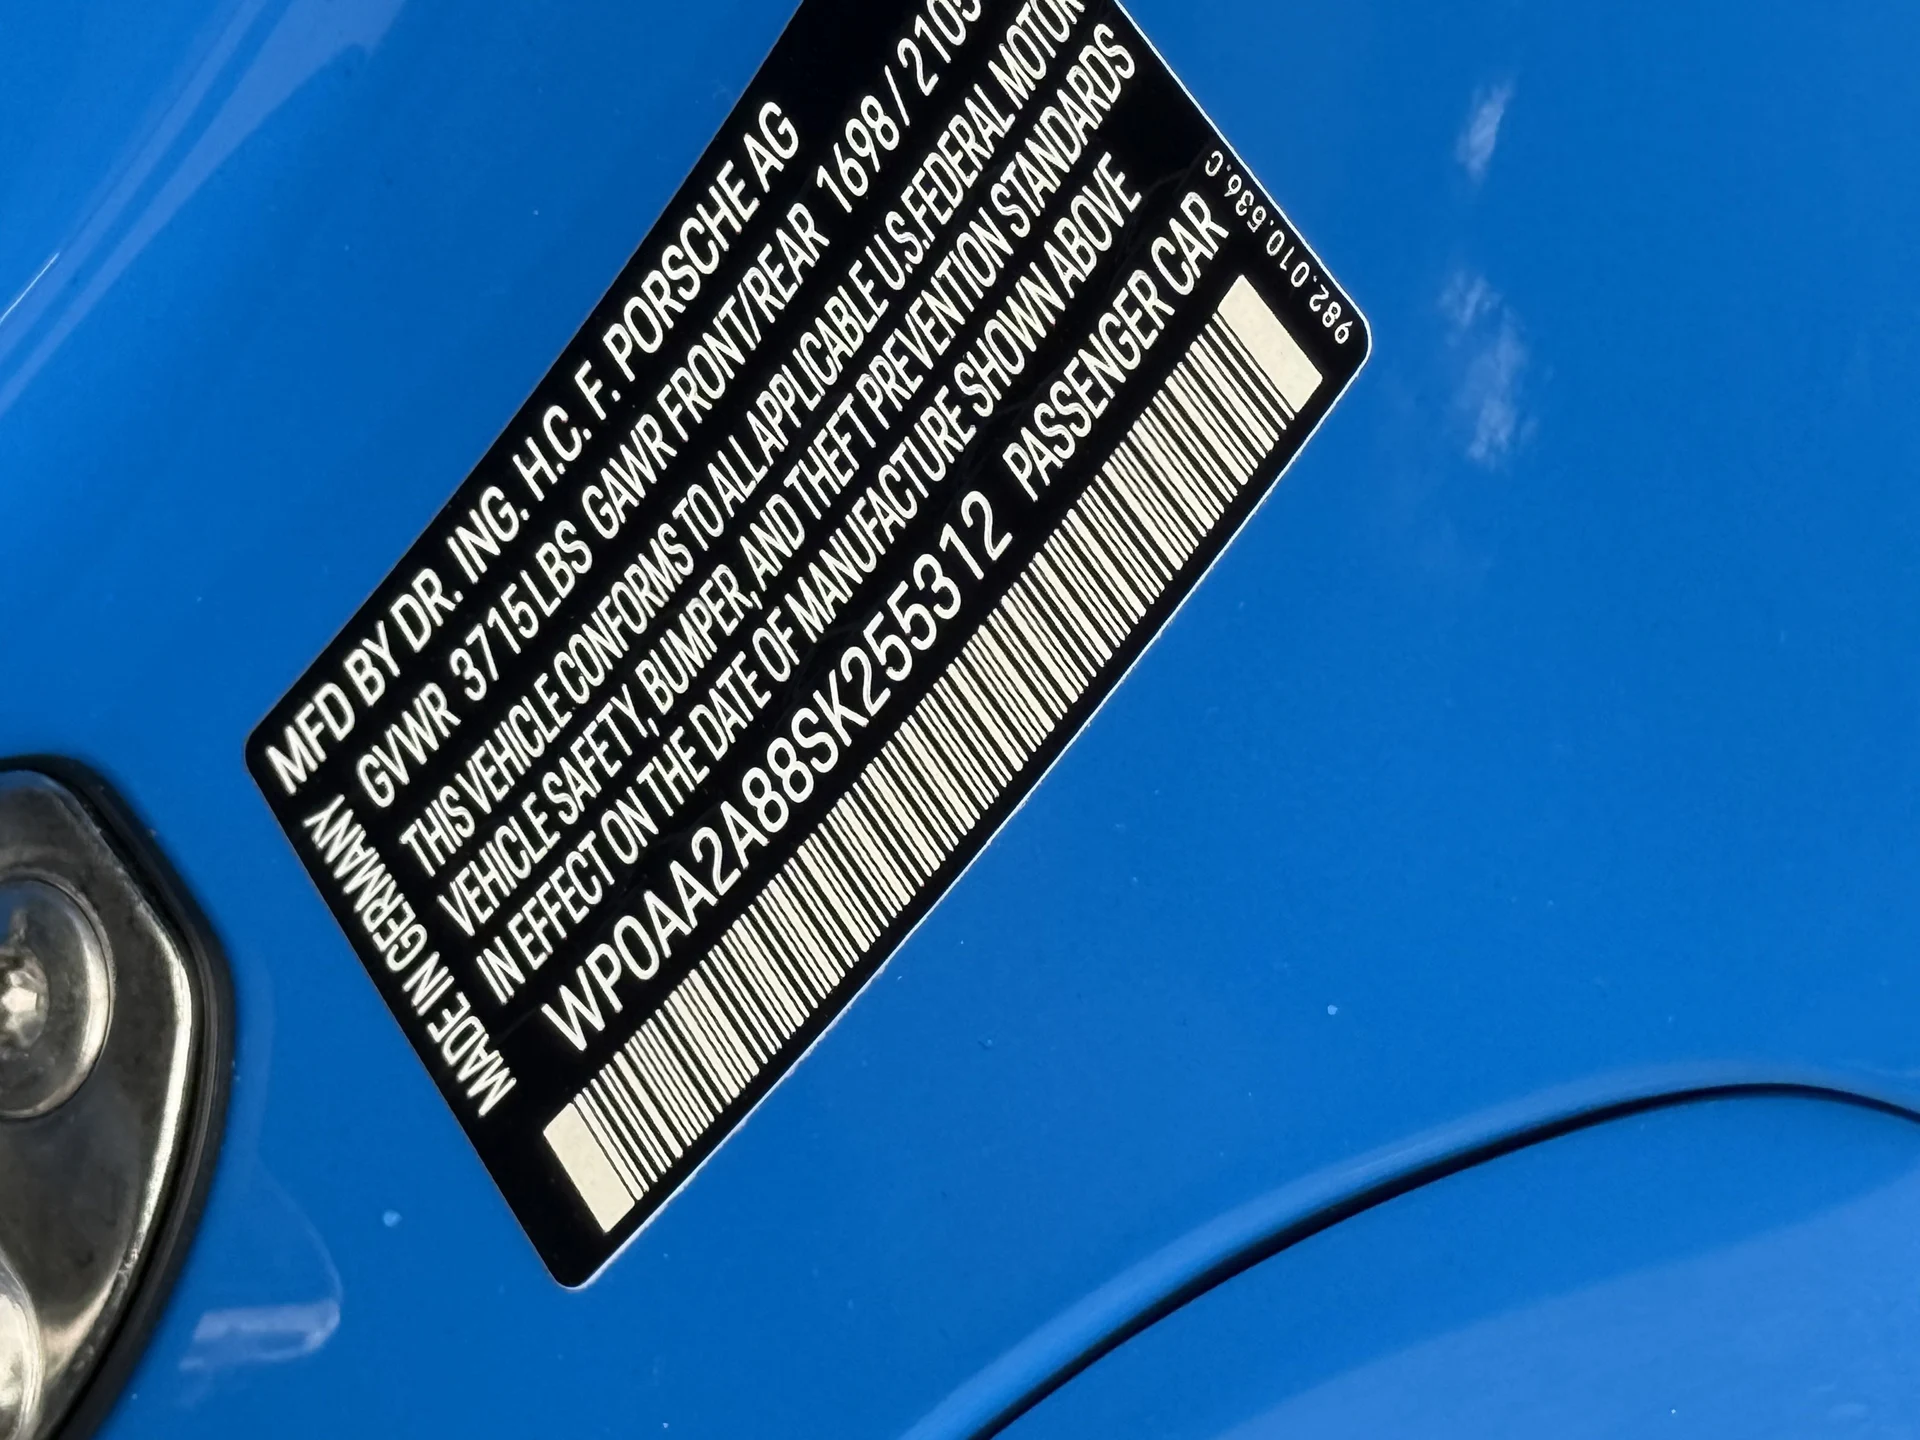 MFD BY DR. ING. H.C. F. PORSCHE AG
GVWR 3715 LBS GAWR FRONT/REAR 1698 / 2105
THIS VEHICLE CONFORMS TO ALL APPLICABLE U.S. FEDERAL MOTOR
VEHICLE SAFETY, BUMPER, AND THEFT PREVENTION STANDARDS
IN EFFECT ON THE DATE OF MANUFACTURE SHOWN ABOVE
WP0AA2A88SK255312 PASSENGER CAR
MADE IN GERMANY
982.010.536.C